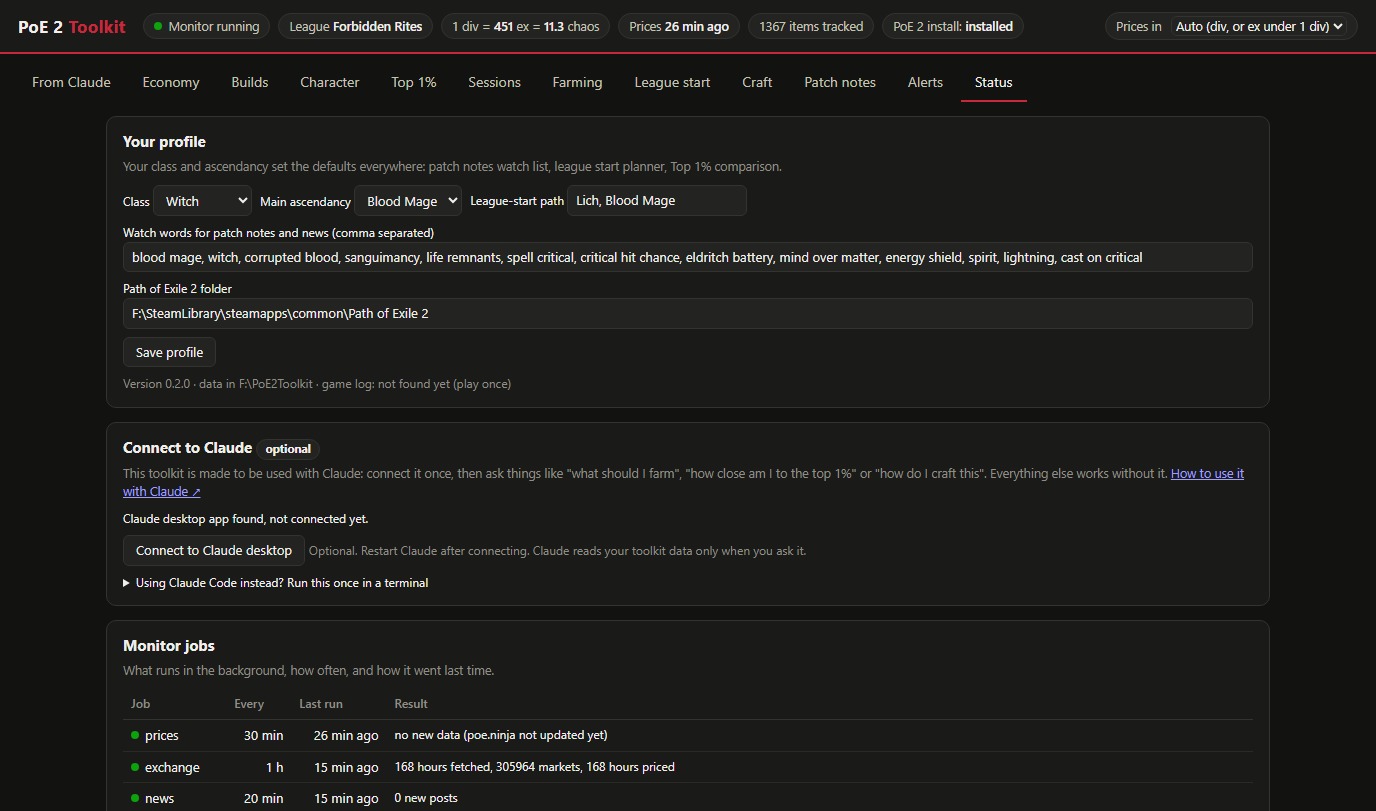 PoE 2 Toolkit Monitor running League Forbidden Rites 1 div = 451 ex = 11.3 chaos Prices 26 min ago 1367 items tracked PoE 2 install: installed Prices in Auto (div, or ex under 1 div)
From Claude Economy Builds Character Top 1% Sessions Farming League start Craft Patch notes Alerts Status
Your profile
Your class and ascendancy set the defaults everywhere: patch notes watch list, league start planner, Top 1% comparison.
Class Witch Main ascendancy Blood Mage League-start path Lich, Blood Mage
Watch words for patch notes and news (comma separated)
blood mage, witch, corrupted blood, sanguimancy, life remnants, spell critical, critical hit chance, eldritch battery, mind over matter, energy shield, spirit, lightning, cast on critical
Path of Exile 2 folder
F:\SteamLibrary\steamapps\common\Path of Exile 2
Save profile
Version 0.2.0 · data in F:\PoE2Toolkit · game log: not found yet (play once)
Connect to Claude optional
This toolkit is made to be used with Claude: connect it once, then ask things like "what should I farm", "how close am I to the top 1%" or "how do I craft this". Everything else works without it. How to use it
with Claude ↗
Claude desktop app found, not connected yet.
Connect to Claude desktop Optional. Restart Claude after connecting. Claude reads your toolkit data only when you ask it.
Using Claude Code instead? Run this once in a terminal
Monitor jobs
What runs in the background, how often, and how it went last time.
Job Every Last run Result
prices 30 min 26 min ago no new data (poe.ninja not updated yet)
exchange 1 h 15 min ago 168 hours fetched, 305964 markets, 168 hours priced
news 20 min 15 min ago 0 new posts